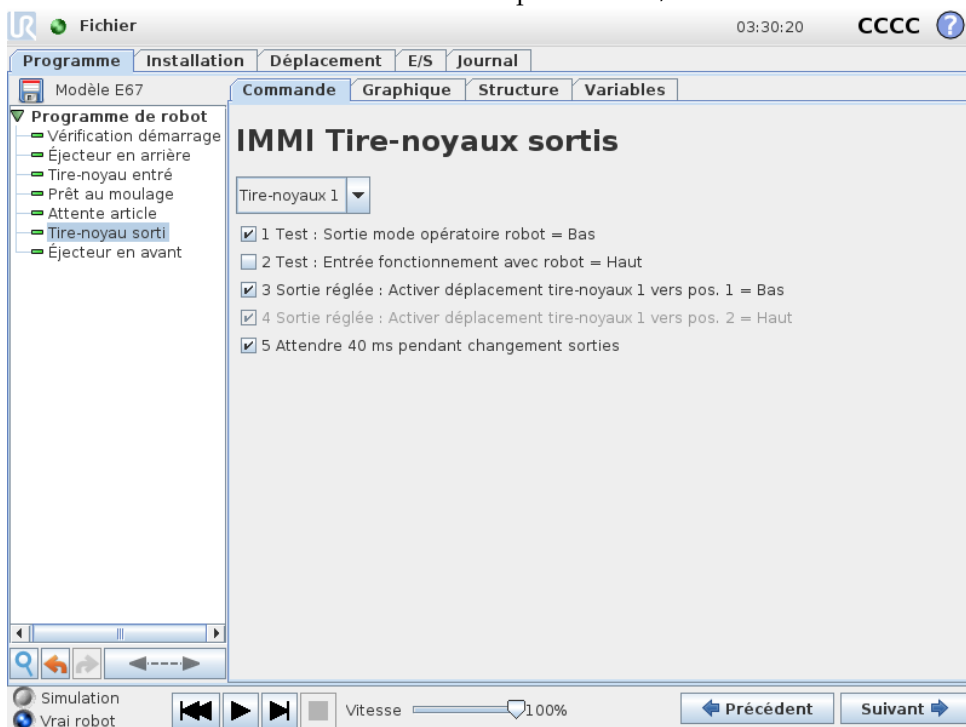 UR Fichier 03:30:20 CCCC ?
Programme Installation Déplacement E/S Journal
Modèle E67
Commande Graphique Structure Variables
Programme de robot
Vérification démarrage
Éjecteur en arrière
Tire-noyau entré
Prêt au moulage
Attente article
Tire-noyau sorti
Éjecteur en avant
IMMI Tire-noyaux sortis
Tire-noyaux 1
1 Test : Sortie mode opératoire robot = Bas
2 Test : Entrée fonctionnement avec robot = Haut
3 Sortie réglée : Activer déplacement tire-noyaux 1 vers pos. 1 = Bas
4 Sortie réglée : Activer déplacement tire-noyaux 1 vers pos. 2 = Haut
5 Attendre 40 ms pendant changement sorties
Simulation
Vrai robot
Vitesse 100%
Précédent Suivant